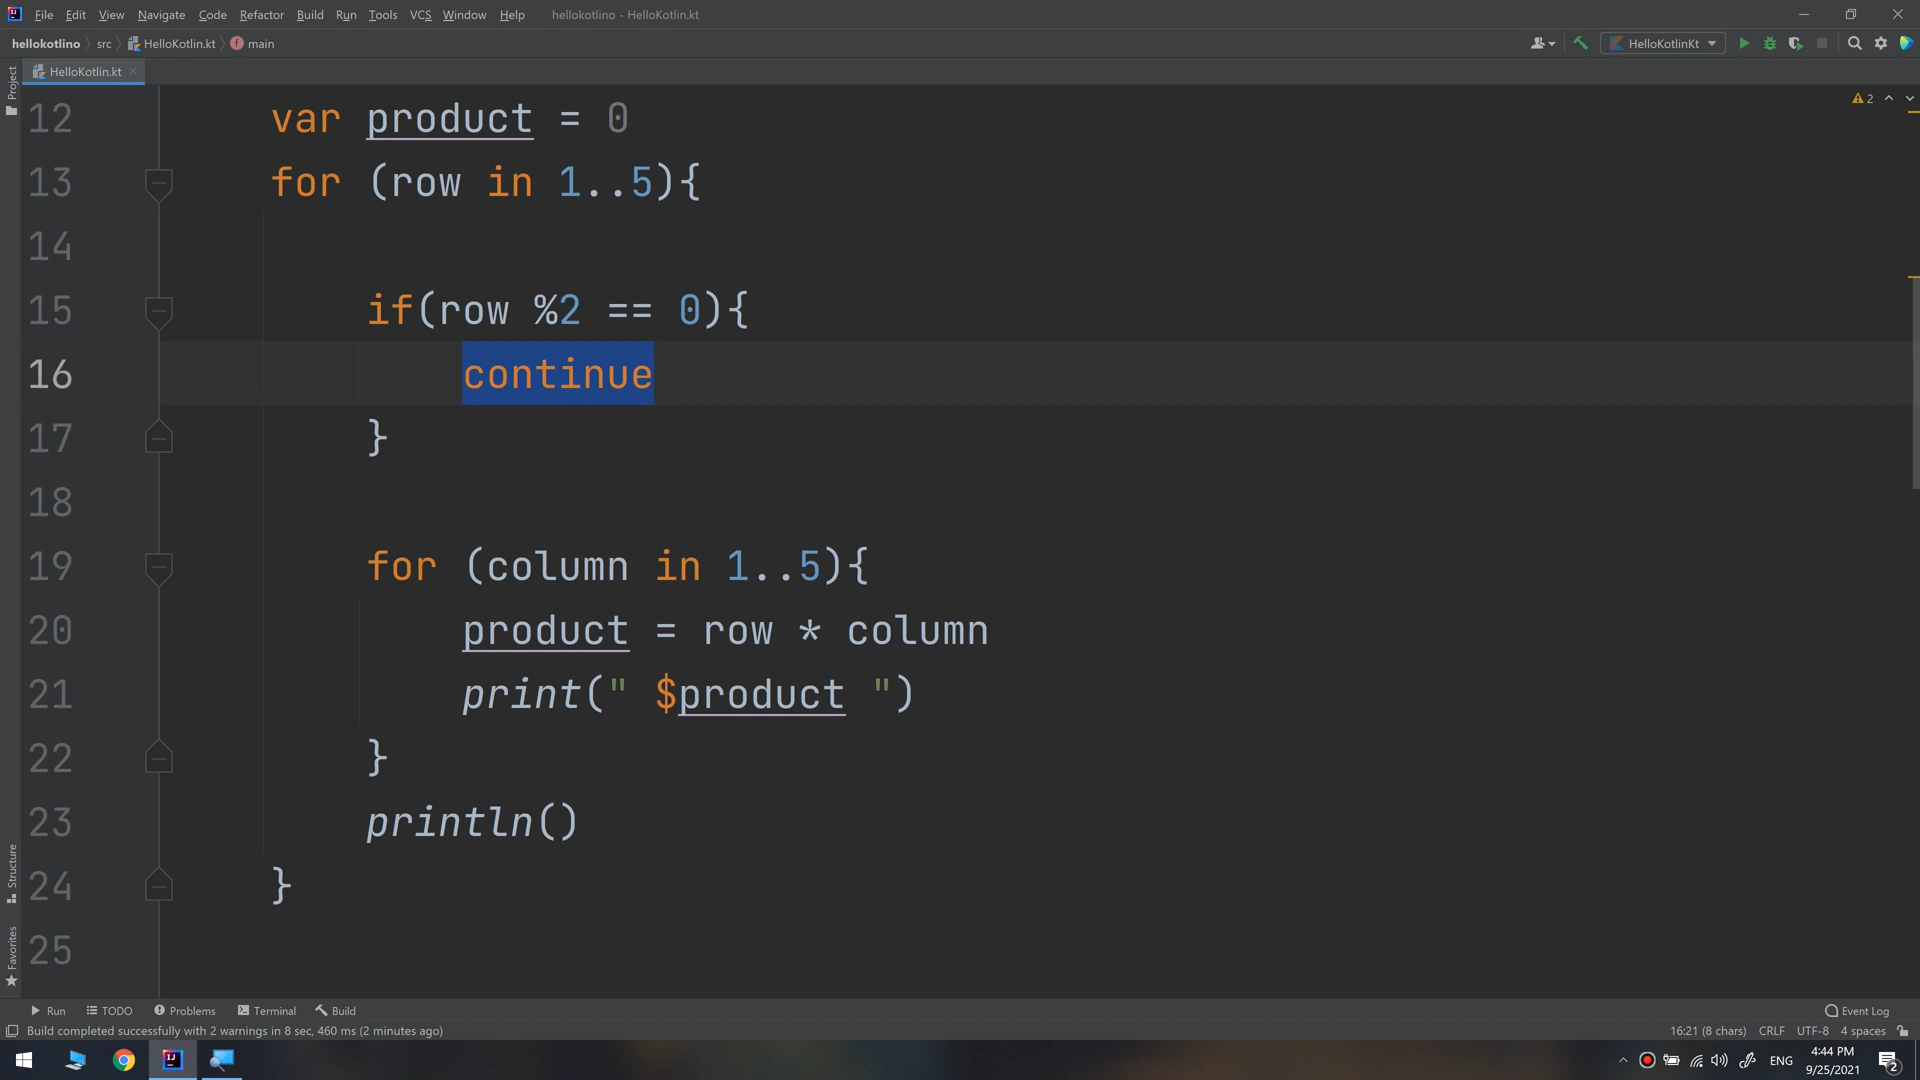 File Edit View Navigate Code Refactor Build Run Tools VCS Window Help hellokotlino - HelloKotlin.kt
hellokotlino src HelloKotlin.kt f main HelloKotlinKt
Project
HelloKotlin.kt
2
12 var product = 0
13 for (row in 1..5){
14
15 if(row %2 == 0){
16 continue
17 }
18
19 for (column in 1..5){
20 product = row * column
21 print(" $product ")
22 }
23 println()
24 }
25
Structure
Favorites
Run TODO Problems Terminal Build Event Log
Build completed successfully with 2 warnings in 8 sec, 460 ms (2 minutes ago) 16:21 (8 chars) CRLF UTF-8 4 spaces
IJ ENG 4:44 PM
9/25/2021 2